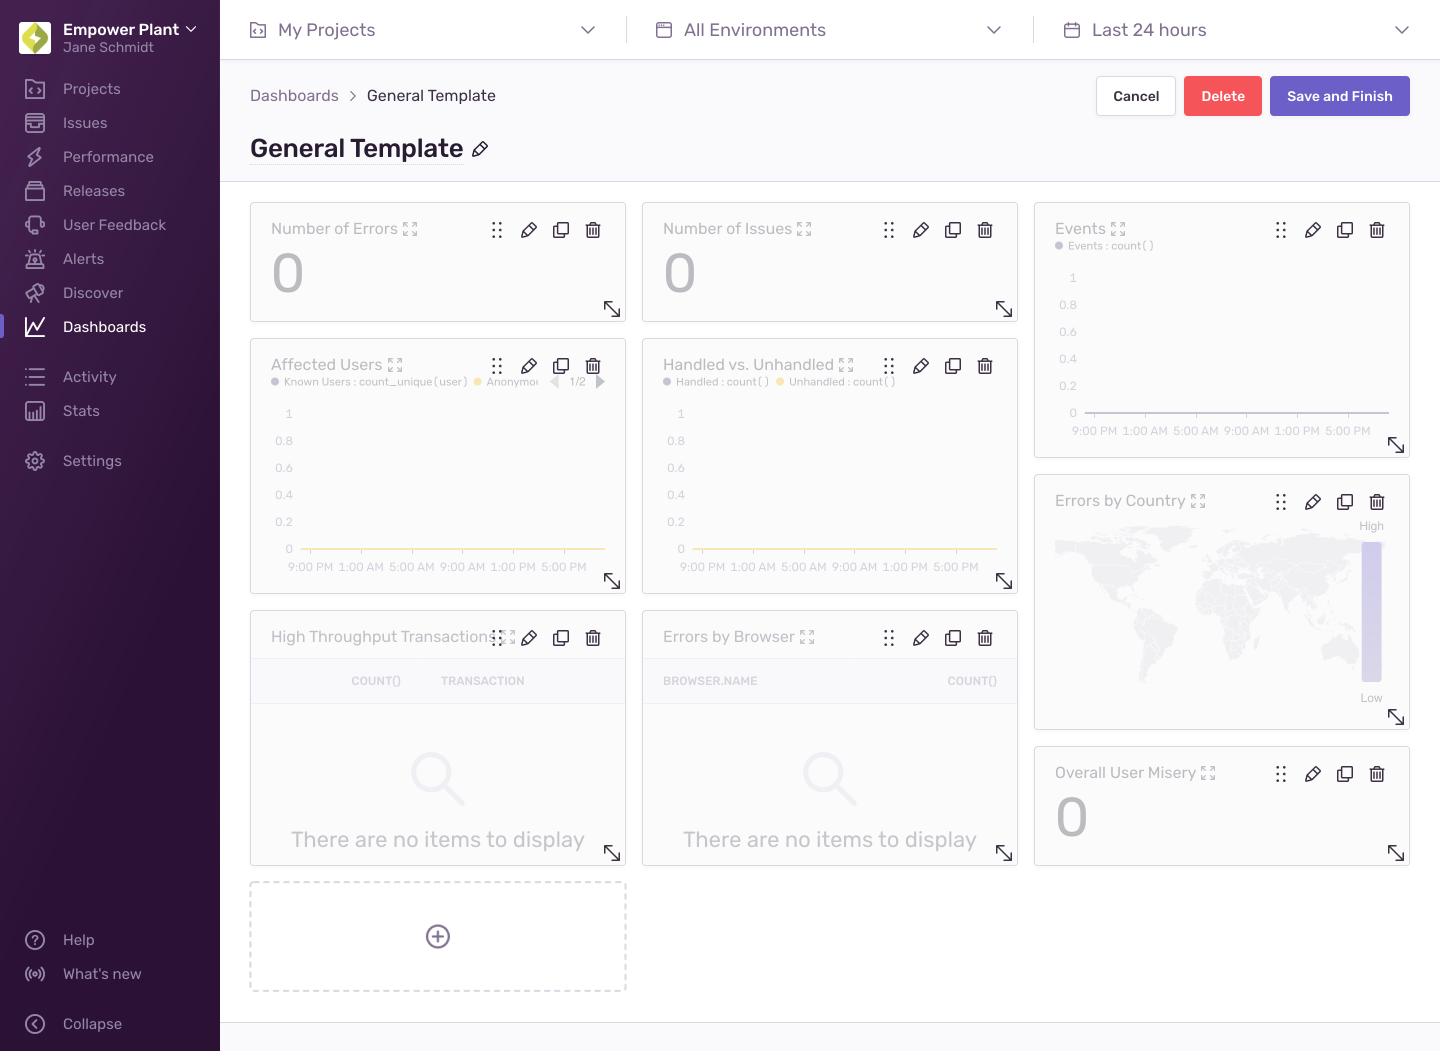 Empower Plant
Jane Schmidt
Projects
Issues
Performance
Releases
User Feedback
Alerts
Discover
Dashboards
Activity
Stats
Settings
Help
What's new
Collapse
My Projects
All Environments
Last 24 hours
Dashboards > General Template
Cancel
Delete
Save and Finish
General Template
Number of Errors
0
Number of Issues
0
Events
Events : count()
1
0.8
0.6
0.4
0.2
0
9:00 PM 1:00 AM 5:00 AM 9:00 AM 1:00 PM 5:00 PM
Affected Users
Known Users : count_unique(user) Anonymou 1/2
1
0.8
0.6
0.4
0.2
0
9:00 PM 1:00 AM 5:00 AM 9:00 AM 1:00 PM 5:00 PM
Handled vs. Unhandled
Handled : count() Unhandled : count()
1
0.8
0.6
0.4
0.2
0
9:00 PM 1:00 AM 5:00 AM 9:00 AM 1:00 PM 5:00 PM
Errors by Country
High
Low
High Throughput Transactions
COUNT() TRANSACTION
There are no items to display
Errors by Browser
BROWSER.NAME COUNT()
There are no items to display
Overall User Misery
0